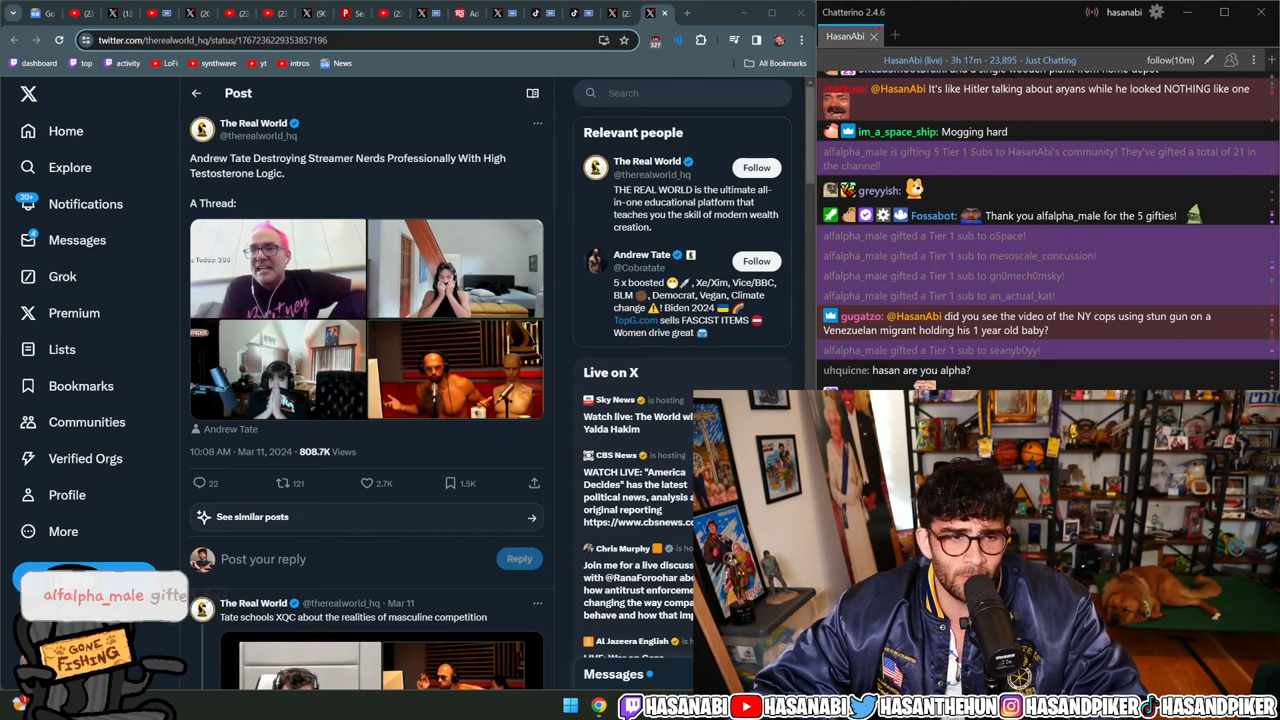 Chatterino 2.4.6
hasanabi
HasanAbi
HasanAbi (live) - 3h 17m - 23,895 - Just Chatting
follow(10m)
twitter.com/therealworld_hq/status/1767236229353857196
dashboard
top
activity
LoFi
synthwave
yt
intros
News
All Bookmarks
Home
Explore
20+
Notifications
4
Messages
Grok
Premium
Lists
Bookmarks
Communities
Verified Orgs
Profile
More
Post
The Real World
@therealworld_hq
Andrew Tate Destroying Streamer Nerds Professionally With High
Testosterone Logic.
A Thread:
Andrew Tate
10:08 AM · Mar 11, 2024 · 808.7K Views
22
121
2.7K
1.5K
See similar posts
Post your reply
Reply
The Real World @therealworld_hq · Mar 11
Tate schools XQC about the realities of masculine competition
Search
Relevant people
The Real World
@therealworld_hq
Follow
THE REAL WORLD is the ultimate all-
in-one educational platform that
teaches you the skill of modern wealth
creation.
Andrew Tate
@Cobratate
Follow
5 x boosted, Xe/Xim, Vice/BBC,
BLM, Democrat, Vegan, Climate
change! Biden 2024
TopG.com sells FASCIST ITEMS
Women drive great
Live on X
Sky News is hosting
Watch live: The World wi
Yalda Hakim
CBS News is hosting
WATCH LIVE: "America
Decides" has the latest
political news, analysis a
original reporting
https://www.cbsnews.co
Chris Murphy is ho
Join me for a live discuss
with @RanaForoohar abo
how antitrust enforceme
changing the way compa
behave and how that imp
Al Jazeera English
Messages
markuso: @HasanAbi It's like Hitler talking about aryans while he looked NOTHING like one
im_a_space_ship: Mogging hard
alfalpha_male is gifting 5 Tier 1 Subs to HasanAbi's community! They've gifted a total of 21 in
the channel!
greyyish:
Fossabot: Thank you alfalpha_male for the 5 gifties!
alfalpha_male gifted a Tier 1 sub to oSpace!
alfalpha_male gifted a Tier 1 sub to mesoscale_concussion!
alfalpha_male gifted a Tier 1 sub to gn0mech0msky!
alfalpha_male gifted a Tier 1 sub to an_actual_kat!
gugatzo: @HasanAbi did you see the video of the NY cops using stun gun on a
Venezuelan migrant holding his 1 year old baby?
alfalpha_male gifted a Tier 1 sub to seanyb0yy!
uhquicne: hasan are you alpha?
alfalpha_male gifte
GONE
FISHING
HASANABI HASANABI HASANTHEHUN HASANDPIKER HASANDPIKER